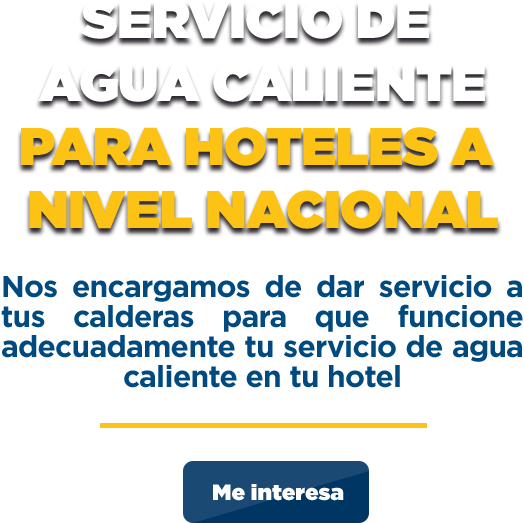 SERVICIO DE
AGUA CALIENTE
PARA HOTELES A
NIVEL NACIONAL
Nos encargamos de dar servicio a
tus calderas para que funcione
adecuadamente tu servicio de agua
caliente en tu hotel
Me interesa